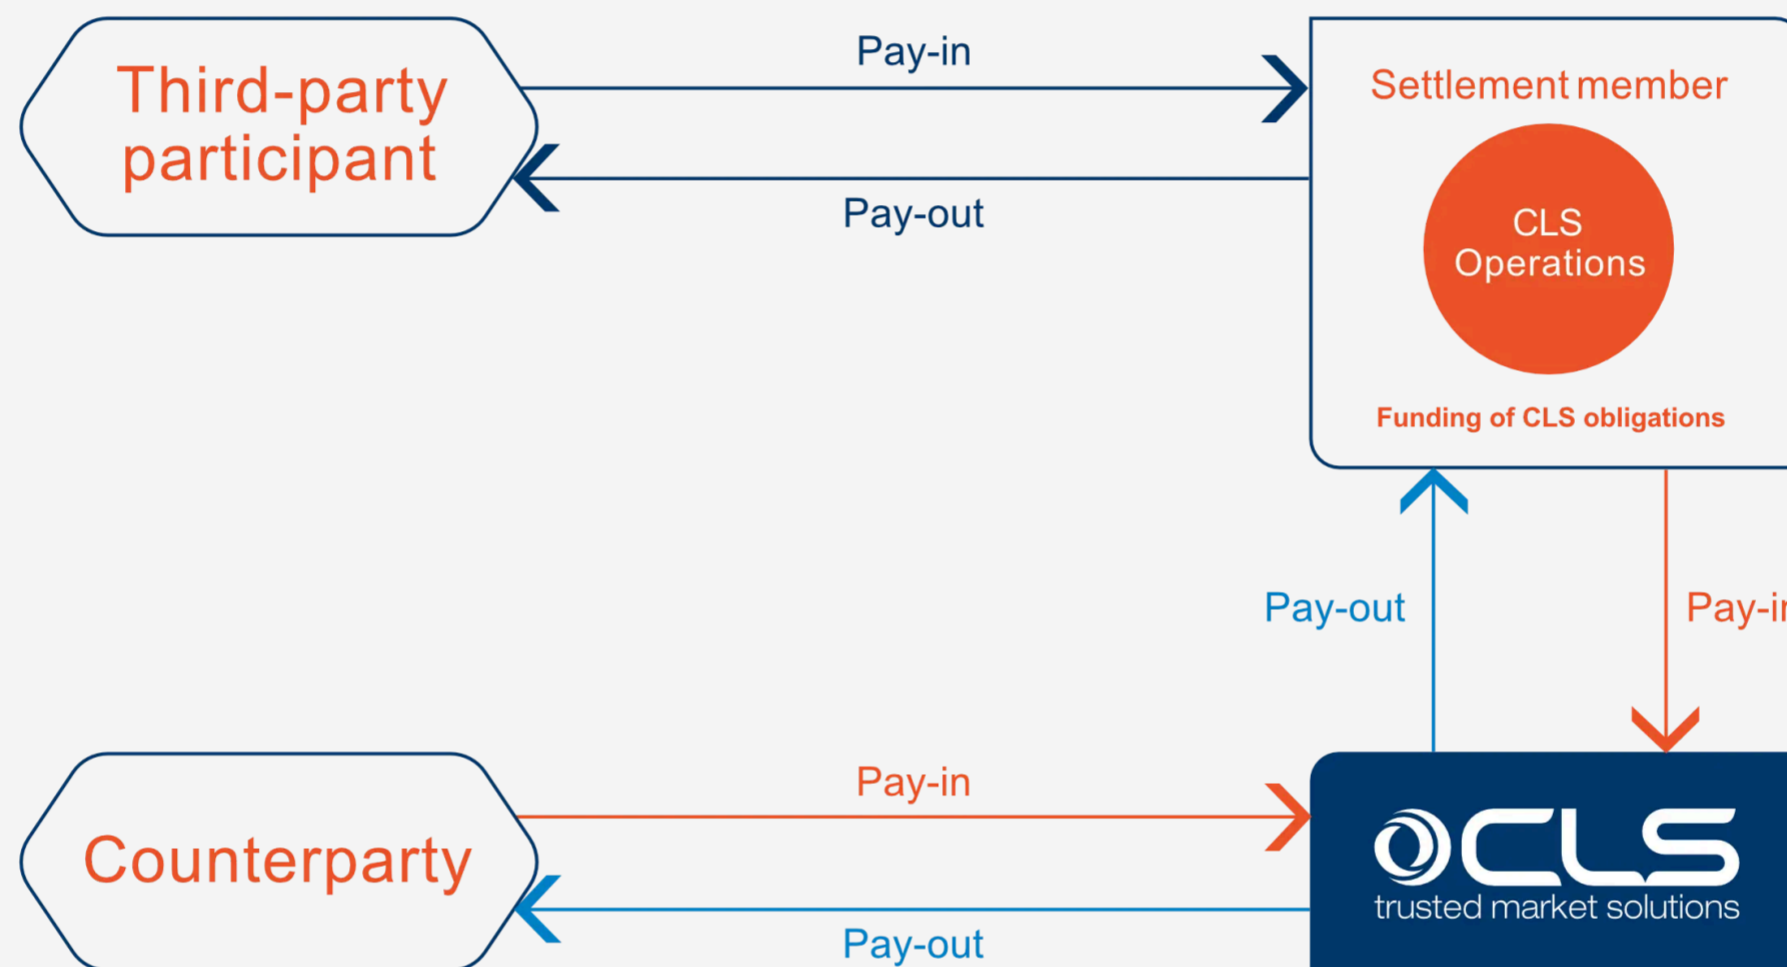 Third-party
participant
Pay-in
Pay-out
Settlement member
CLS
Operations
Funding of CLS obligations
Pay-out
Counterparty
Pay-in
Pay-out
CLS
trusted market solutions